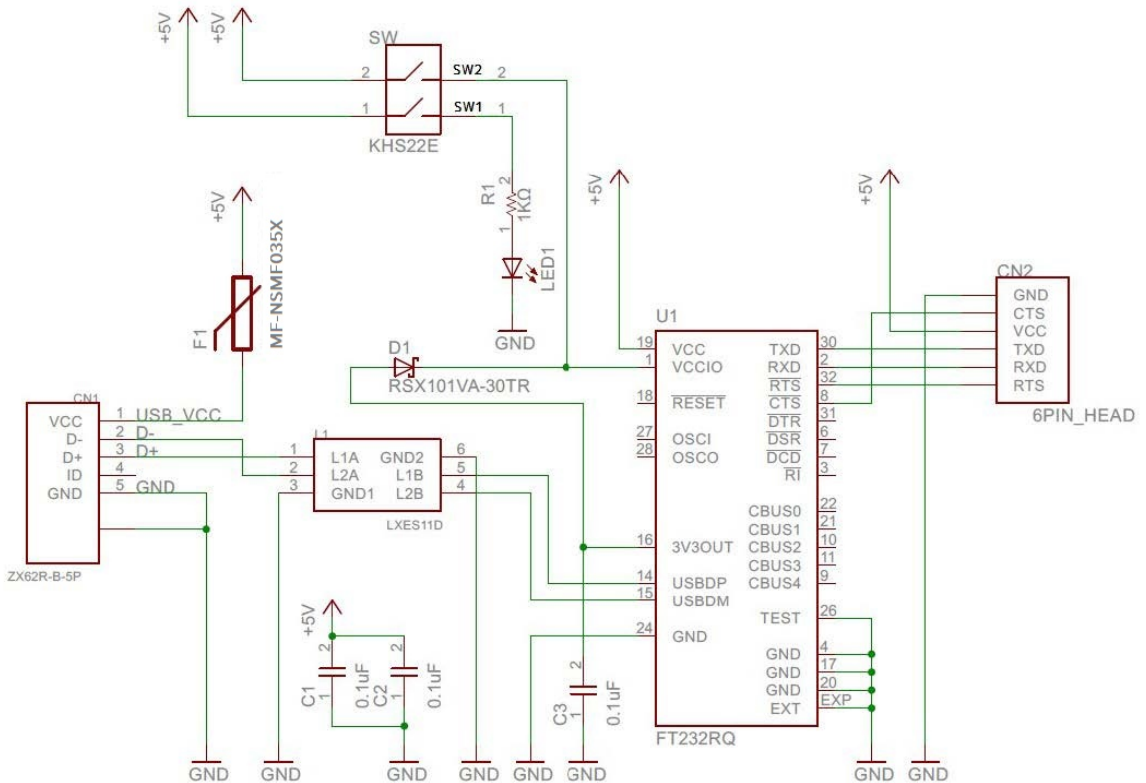 +5V
+5V
SW
2
SW2
2
1
SW1
1
KHS22E
+5V
R1
2
1KΩ
1
LED1
GND
F1
MF-NSMF035X
+5V
+5V
D1
RSX101VA-30TR
CN1
VCC 1 USB_VCC
D- 2 D-
D+ 3 D+
ID 4
GND 5 GND
ZX62R-B-5P
L1
1 L1A GND2 6
2 L2A L1B 5
3 GND1 L2B 4
LXES11D
U1
19 VCC TXD 30
1 VCCIO RXD 2
RTS 32
18 RESET CTS 8
DTR 31
27 OSCI DSR 6
28 OSCO DCD 7
RI 3
CBUS0 22
CBUS1 21
16 3V3OUT CBUS2 10
CBUS3 11
14 USBDP CBUS4 9
15 USBDM
TEST 26
24 GND
GND 4
GND 17
GND 20
EXT EXP
FT232RQ
CN2
GND
CTS
VCC
TXD
RXD
RTS
6PIN_HEAD
+5V
C1
2
1
0.1uF
C2
2
1
0.1uF
C3
2
1
0.1uF
GND
GND
GND
GND
GND
GND
GND
GND